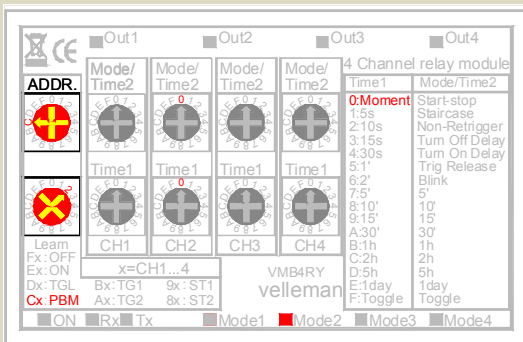 Out1 Out2 Out3 Out4
4 Channel relay module
ADDR.
Mode/ Time2 Mode/ Time2 Mode/ Time2 Mode/ Time2
Time1 Time1 Time1 Time1
CH1 CH2 CH3 CH4
Learn
Fx:OFF
Ex:ON
Dx:TGL
Cx:PBM
x=CH1...4
Bx:TG1 9x:ST1
Ax:TG2 8x:ST2
VMB4RY
velleman
Time1 Mode/Time2
0:Moment Start-stop
1:5s Staircase
2:10s Non-Retrigger
3:15s Turn Off Delay
4:30s Turn On Delay
5:1' Trig Release
6:2' Blink
7:5' 5'
8:10' 10'
9:15' 15'
A:30' 30'
B:1h 1h
C:2h 2h
D:5h 5h
E:1day 1day
F:Toggle Toggle
ON Rx Tx Mode1 Mode2 Mode3 Mode4